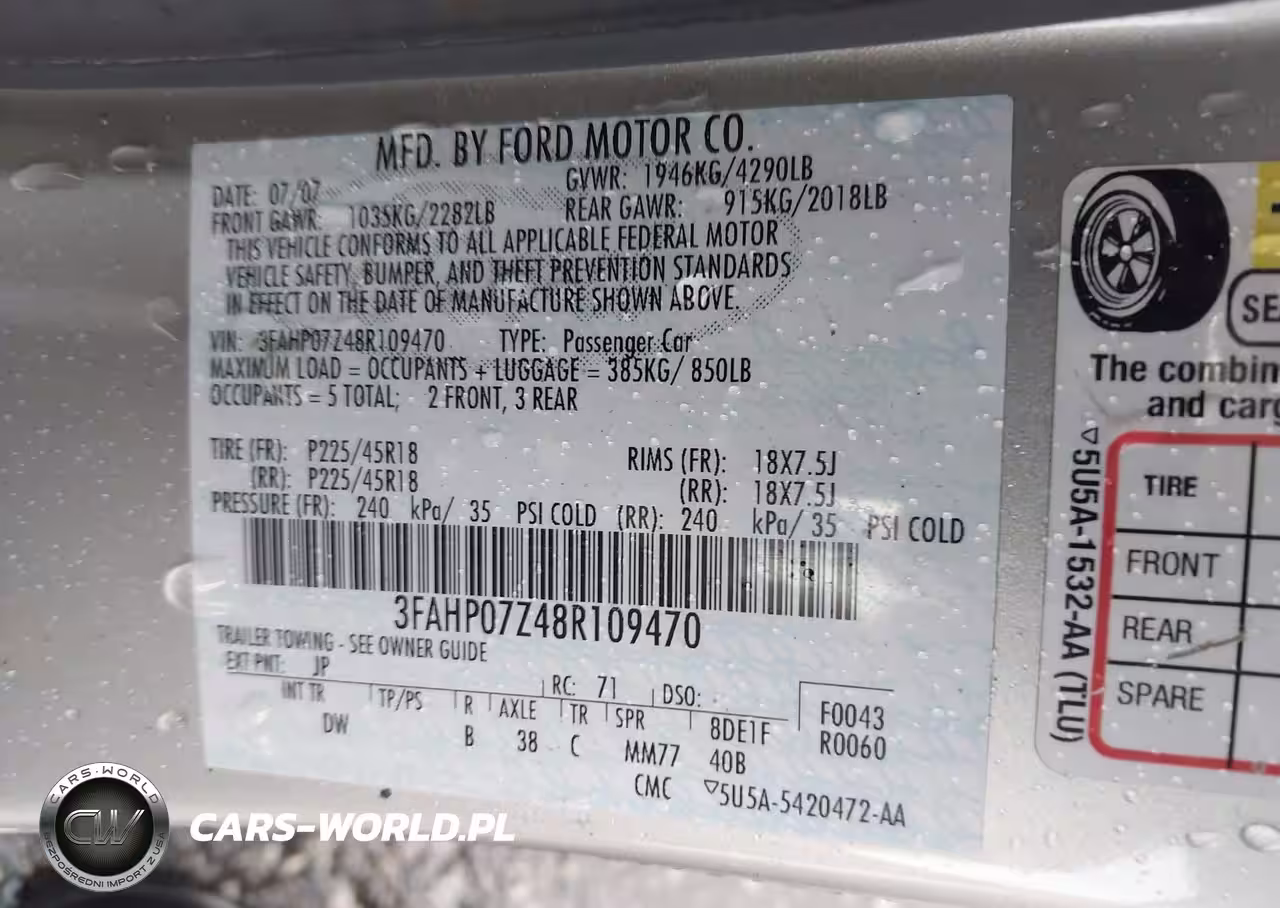 MFD. BY FORD MOTOR CO.
DATE: 07/07
GVWR: 1946KG/4290LB
FRONT GAWR: 1035KG/2282LB
REAR GAWR: 915KG/2018LB
THIS VEHICLE CONFORMS TO ALL APPLICABLE FEDERAL MOTOR
VEHICLE SAFETY, BUMPER, AND THEFT PREVENTION STANDARDS
IN EFFECT ON THE DATE OF MANUFACTURE SHOWN ABOVE.
VIN: 3FAHP07Z48R109470 TYPE: Passenger Car
MAXIMUM LOAD = OCCUPANTS + LUGGAGE = 385KG/ 850LB
OCCUPANTS = 5 TOTAL; 2 FRONT, 3 REAR
TIRE (FR): P225/45R18 RIMS (FR): 18X7.5J
(RR): P225/45R18 (RR): 18X7.5J
PRESSURE (FR): 240 kPa/ 35 PSI COLD (RR): 240 kPa/ 35 PSI COLD
3FAHP07Z48R109470
TRAILER TOWING - SEE OWNER GUIDE
EXT PNT: JP RC: 71 DSO:
INT TR TP/PS R AXLE TR SPR 8DE1F
DW B 38 C MM77 40B
F0043
R0060
CMC ▽5U5A-5420472-AA
SE
The combin
and carg
▽5U5A-1532-AA (TLU)
TIRE
FRONT
REAR
SPARE
CARS-WORLD
CW
BEZPOŚREDNI IMPORT Z USA
CARS-WORLD.PL